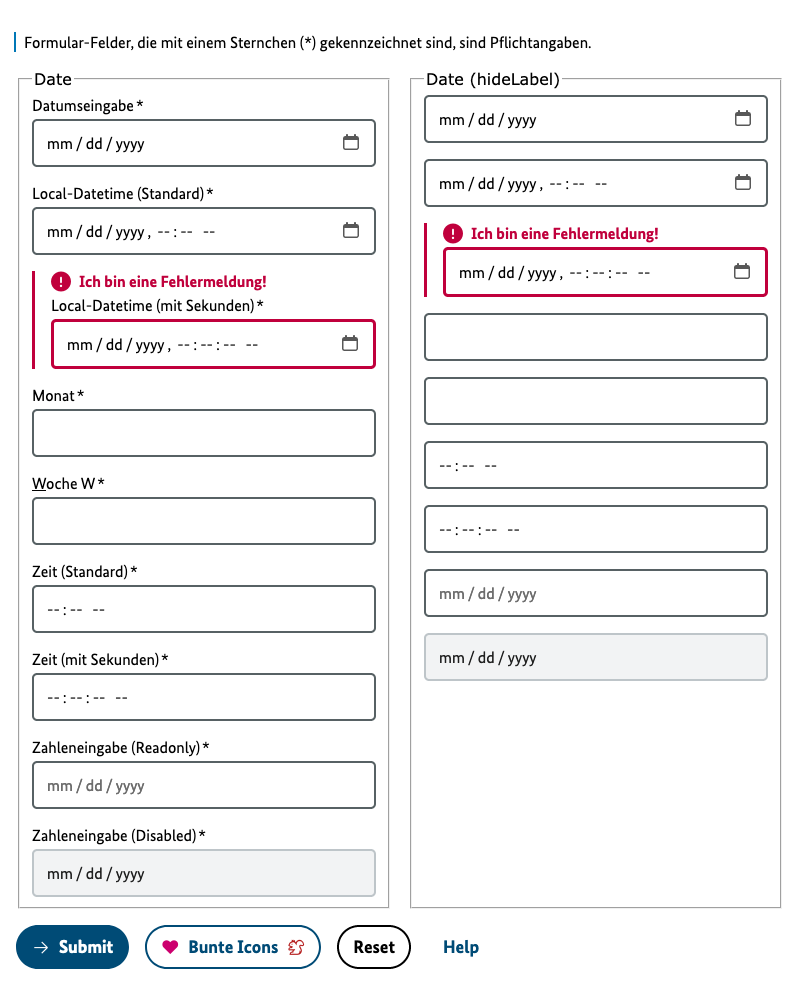 Formular-Felder, die mit einem Sternchen (*) gekennzeichnet sind, sind Pflichtangaben.
Date
Datumseingabe*
mm / dd / yyyy
Local-Datetime (Standard)*
mm / dd / yyyy, --:-- --
Ich bin eine Fehlermeldung!
Local-Datetime (mit Sekunden)*
mm / dd / yyyy, --:--:-- --
Monat*
Woche W*
Zeit (Standard)*
--:-- --
Zeit (mit Sekunden)*
--:--:-- --
Zahleneingabe (Readonly)*
mm / dd / yyyy
Zahleneingabe (Disabled)*
mm / dd / yyyy
Date (hideLabel)
mm / dd / yyyy
mm / dd / yyyy, --:-- --
Ich bin eine Fehlermeldung!
mm / dd / yyyy, --:--:-- --
--:-- --
--:--:-- --
mm / dd / yyyy
mm / dd / yyyy
Submit
Bunte Icons
Reset
Help